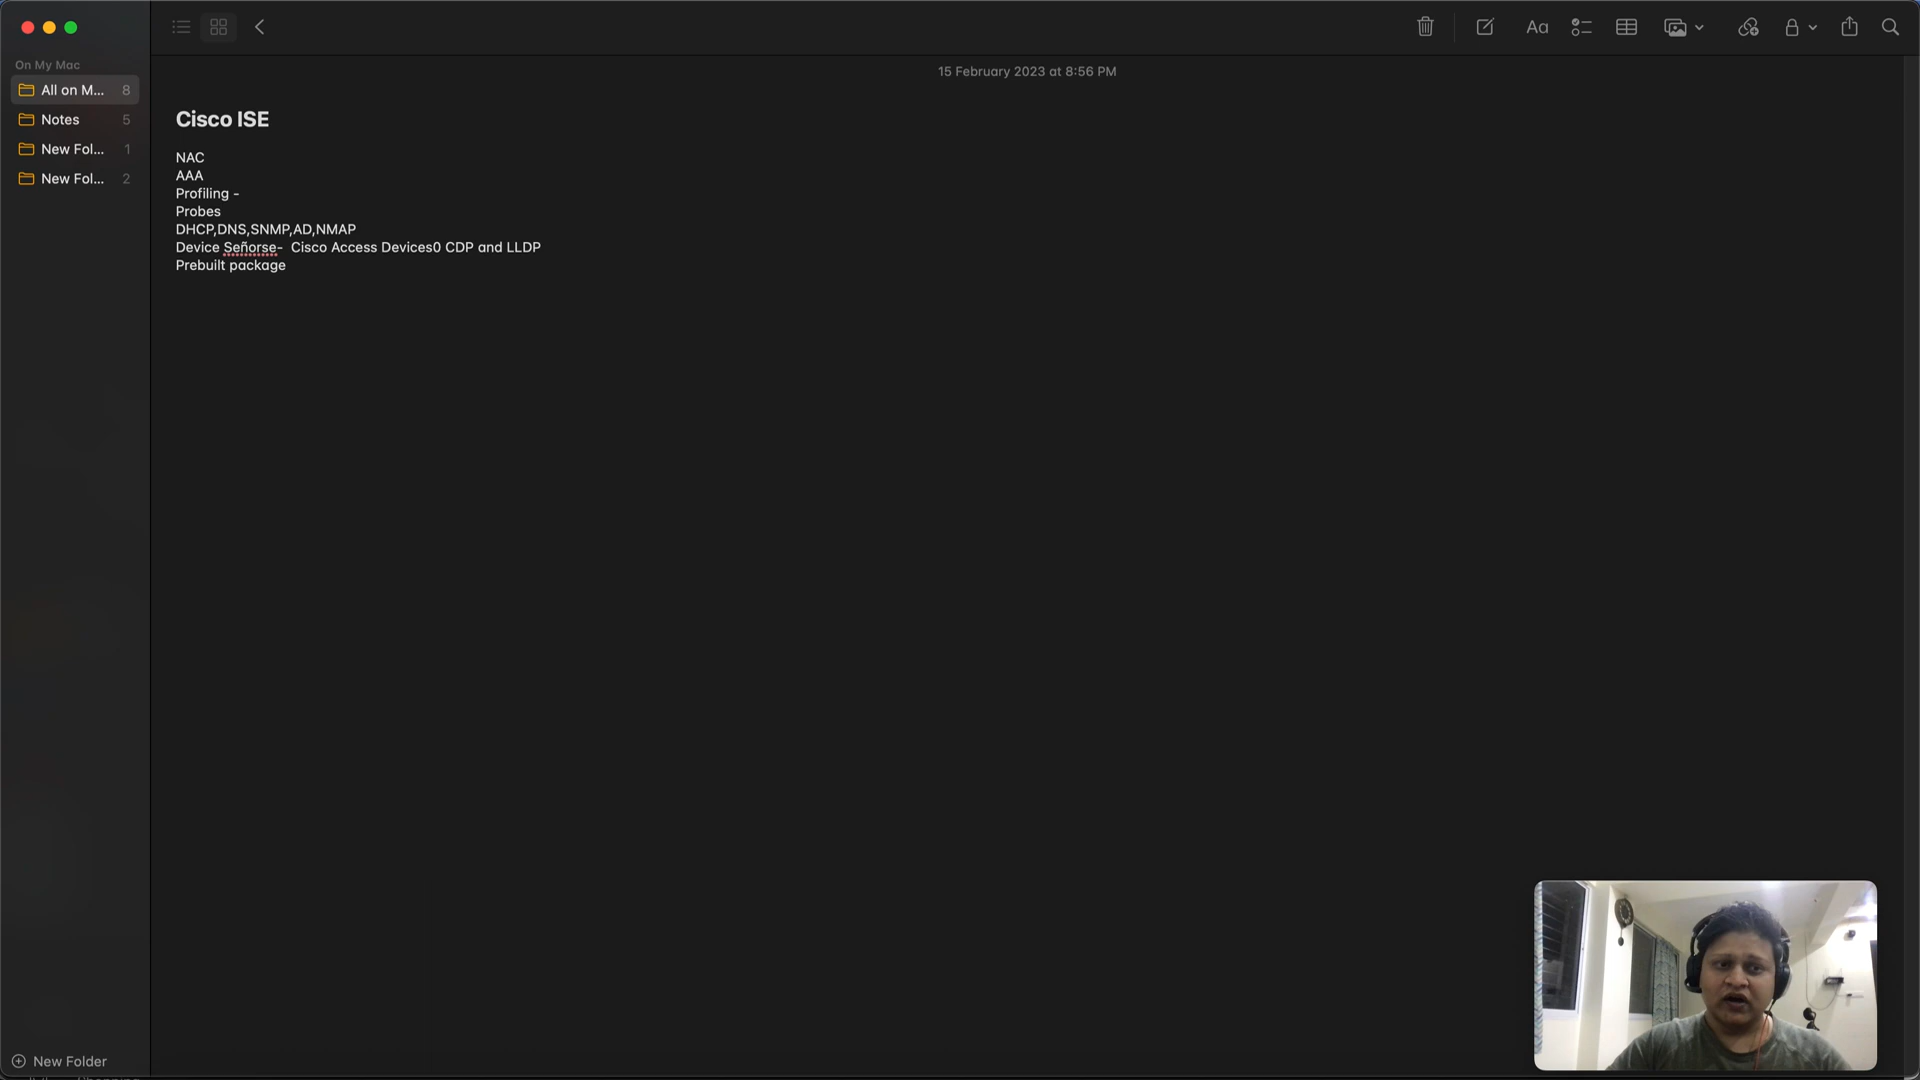 On My Mac
All on M... 8
Notes 5
New Fol... 1
New Fol... 2
New Folder
Aa
15 February 2023 at 8:56 PM
Cisco ISE
NAC
AAA
Profiling -
Probes
DHCP,DNS,SNMP,AD,NMAP
Device Señorse-  Cisco Access Devices0 CDP and LLDP
Prebuilt package